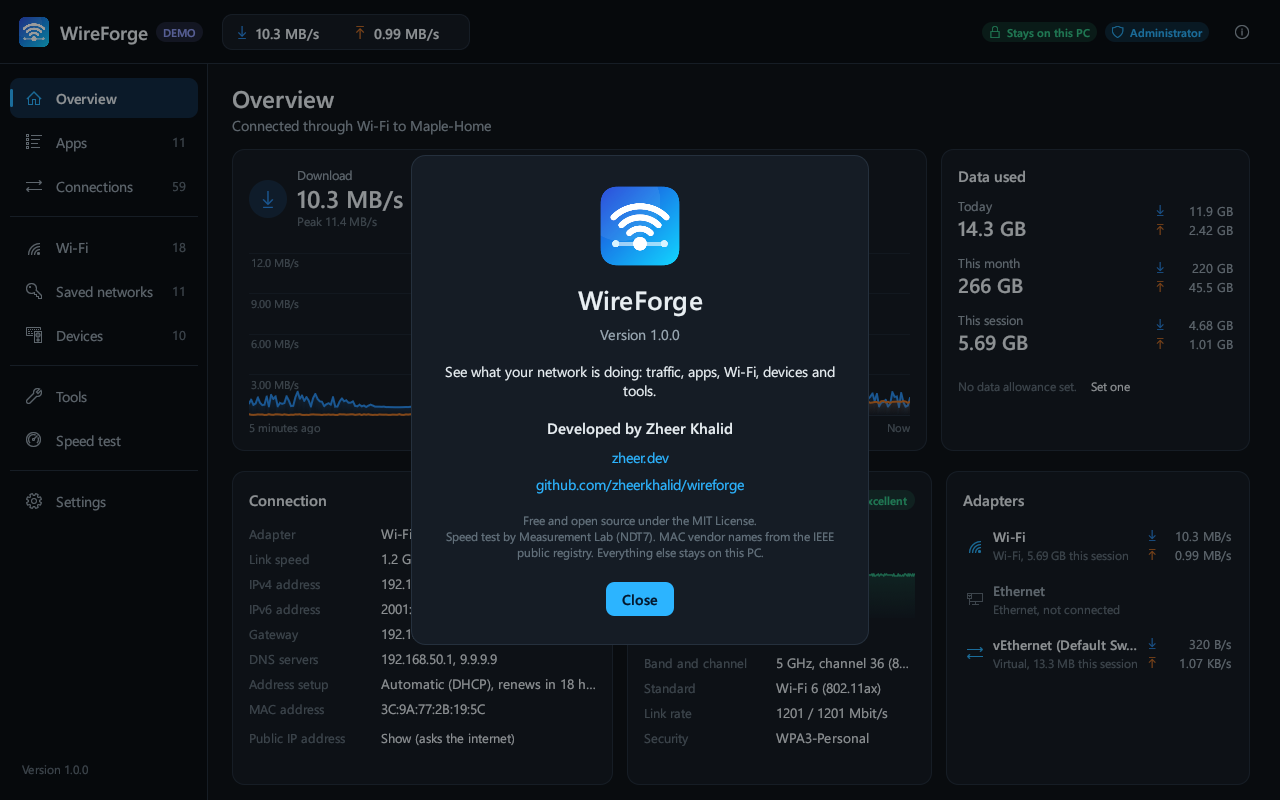 WireForge DEMO
10.3 MB/s 0.99 MB/s
Stays on this PC
Administrator
Overview
Apps 11
Connections 59
Wi-Fi 18
Saved networks 11
Devices 10
Tools
Speed test
Settings
Version 1.0.0
Overview
Connected through Wi-Fi to Maple-Home
Download
10.3 MB/s
Peak 11.4 MB/s
12.0 MB/s
9.00 MB/s
6.00 MB/s
3.00 MB/s
5 minutes ago
Now
Data used
Today
14.3 GB
11.9 GB
2.42 GB
This month
266 GB
220 GB
45.5 GB
This session
5.69 GB
4.68 GB
1.01 GB
No data allowance set. Set one
WireForge
Version 1.0.0
See what your network is doing: traffic, apps, Wi-Fi, devices and
tools.
Developed by Zheer Khalid
zheer.dev
github.com/zheerkhalid/wireforge
Free and open source under the MIT License.
Speed test by Measurement Lab (NDT7). MAC vendor names from the IEEE
public registry. Everything else stays on this PC.
Close
Connection
Adapter Wi-Fi
Link speed 1.2 G
IPv4 address 192.1
IPv6 address 2001:
Gateway 192.1
DNS servers 192.168.50.1, 9.9.9.9
Address setup Automatic (DHCP), renews in 18 h...
MAC address 3C:9A:77:2B:19:5C
Public IP address Show (asks the internet)
xcellent
Band and channel 5 GHz, channel 36 (8...
Standard Wi-Fi 6 (802.11ax)
Link rate 1201 / 1201 Mbit/s
Security WPA3-Personal
Adapters
Wi-Fi 10.3 MB/s
Wi-Fi, 5.69 GB this session 0.99 MB/s
Ethernet
Ethernet, not connected
vEthernet (Default Sw... 320 B/s
Virtual, 13.3 MB this session 1.07 KB/s